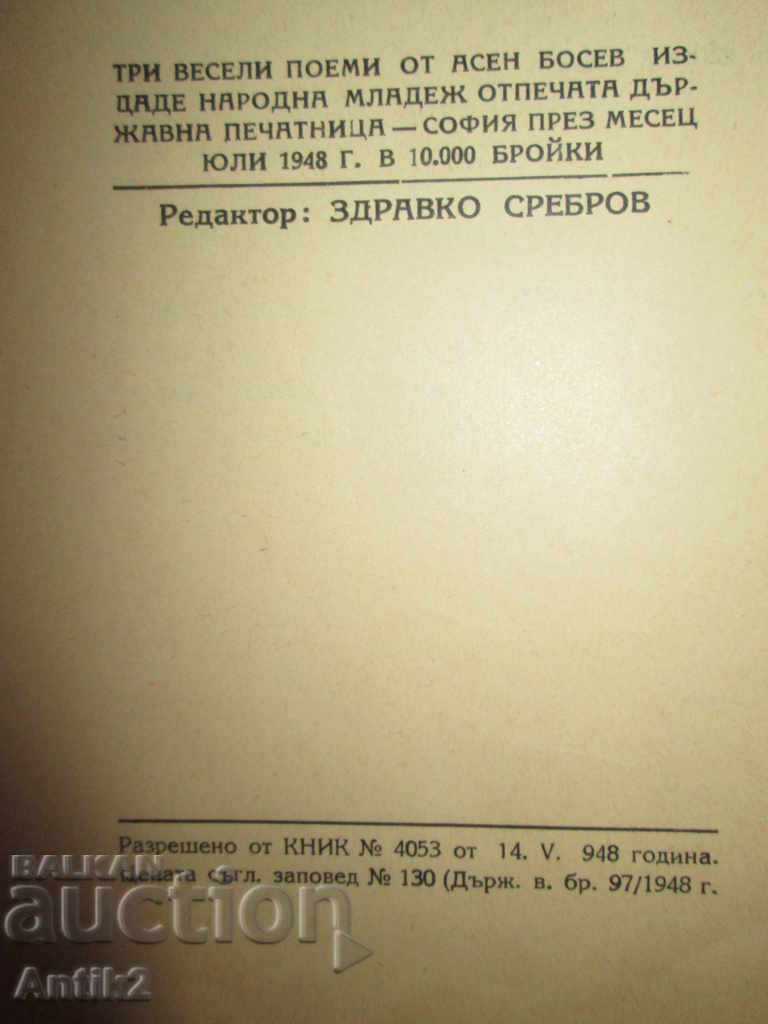 ТРИ ВЕСЕЛИ ПОЕМИ ОТ АСЕН БОСЕВ ИЗ-
ДАДЕ НАРОДНА МЛАДЕЖ ОТПЕЧАТА ДЪР-
ЖАВНА ПЕЧАТНИЦА — СОФИЯ ПРЕЗ МЕСЕЦ
ЮЛИ 1948 Г. В 10.000 БРОЙКИ
Редактор: ЗДРАВКО СРЕБРОВ
Разрешено от КНИК № 4053 от 14. V. 948 година.
Цената съгл. заповед № 130 (Държ. в. бр. 97/1948 г.
BALKAN
auction
Antik2